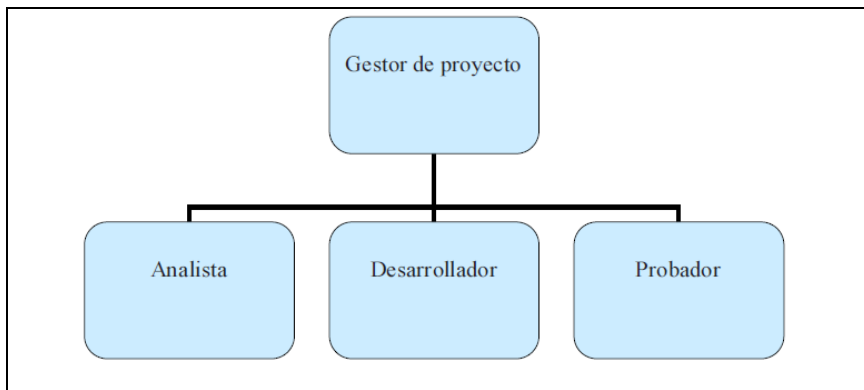 Gestor de proyecto
Analista
Desarrollador
Probador